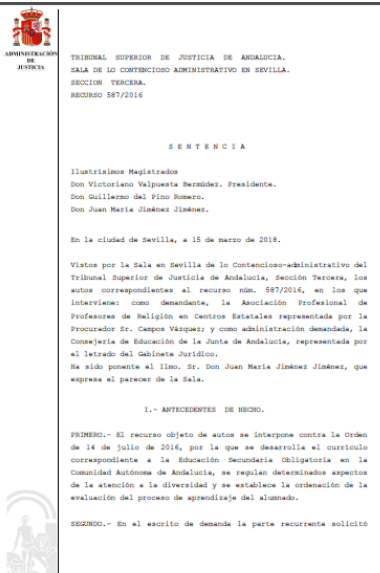 ADMINISTRACIÓN
DE
JUSTICIA
TRIBUNAL SUPERIOR DE JUSTICIA DE ANDALUCIA.
SALA DE LO CONTENCIOSO ADMINISTRATIVO EN SEVILLA.
SECCION TERCERA.
RECURSO 587/2016
S E N T E N C I A
Ilustrísimos Magistrados
Don Victoriano Valpuesta Bermúdez. Presidente.
Don Guillermo del Pino Romero.
Don Juan María Jiménez Jiménez.
En la ciudad de Sevilla, a 15 de marzo de 2018.
Vistos por la Sala en Sevilla de lo Contencioso-administrativo del
Tribunal Superior de Justicia de Andalucía, Sección Tercera, los
autos correspondientes al recurso núm. 587/2016, en los que
interviene: como demandante, la Asociación Profesional de
Profesores de Religión en Centros Estatales representada por la
Procurador Sr. Campos Vázquez; y como administración demandada, la
Consejería de Educación de la Junta de Andalucía, representada por
el letrado del Gabinete Jurídico.
Ha sido ponente el Ilmo. Sr. Don Juan María Jiménez Jiménez, que
expresa el parecer de la Sala.
I.- ANTECEDENTES DE HECHO.
PRIMERO.- El recurso objeto de autos se interpone contra la Orden
de 14 de julio de 2016, por la que se desarrolla el currículo
correspondiente a la Educación Secundaria Obligatoria en la
Comunidad Autónoma de Andalucía, se regulan determinados aspectos
de la atención a la diversidad y se establece la ordenación de la
evaluación del proceso de aprendizaje del alumnado.
SEGUNDO.- En el escrito de demanda la parte recurrente solicitó